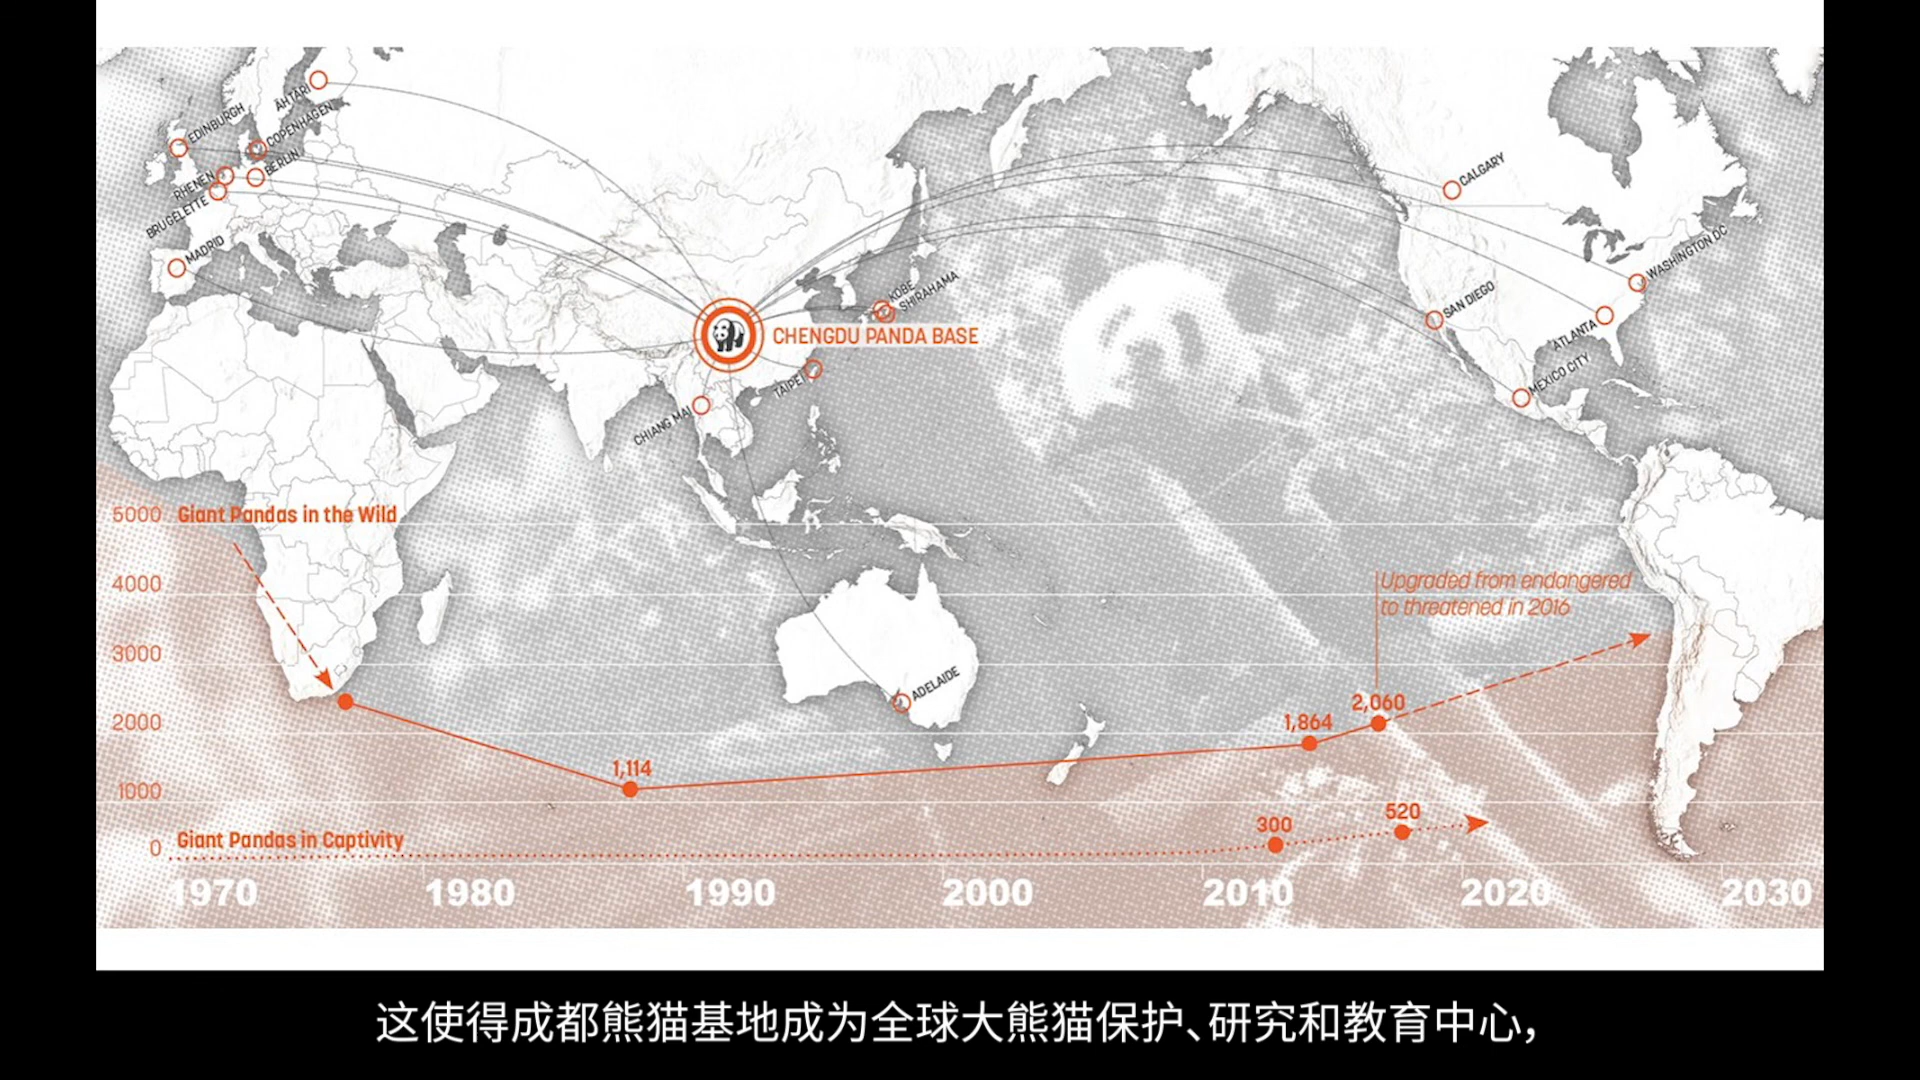 ÄHTÄRI
EDINBURGH
COPENHAGEN
BERLIN
RHENEN
BRUGELETTE
MADRID
CALGARY
WASHINGTON DC
KOBE
SHIRAHAMA
SAN DIEGO
CHENGDU PANDA BASE
ATLANTA
TAIPEI
MEXICO CITY
CHIANG MAI
5000
Giant Pandas in the Wild
4000
Upgraded from endangered
to threatened in 2016
3000
ADELAIDE
2000
1,864
2,060
1,114
1000
300
520
0
Giant Pandas in Captivity
1970
1980
1990
2000
2010
2020
2030
这使得成都熊猫基地成为全球大熊猫保护、研究和教育中心，